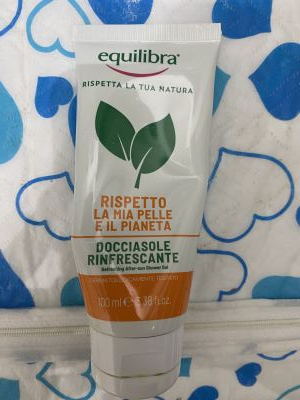 equilibra®
RISPETTA LA TUA NATURA
RISPETTO
LA MIA PELLE
E IL PIANETA
DOCCIASOLE
RINFRESCANTE
Refreshing After-sun Shower Gel
100 ml e 3.38 fl.oz.